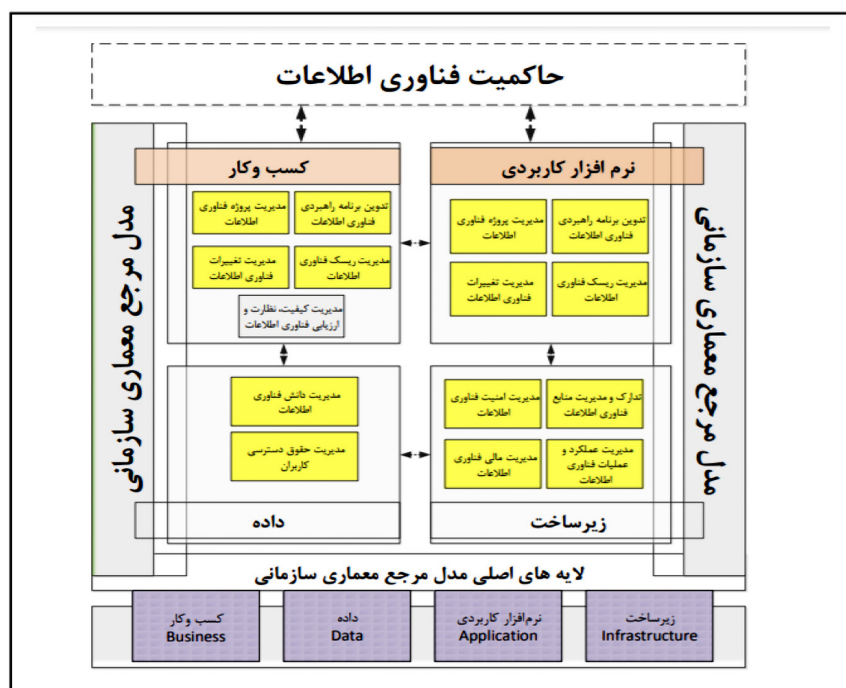 حاکمیت فناوری اطلاعات
مدل مرجع معماری سازمانی
نرم افزار کاربردی
تدوین برنامه راهبردی
فناوری اطلاعات
مدیریت پروژه فناوری
اطلاعات
مدیریت ریسک فناوری
اطلاعات
مدیریت تغییرات
فناوری اطلاعات
کسب وکار
تدوین برنامه راهبردی
فناوری اطلاعات
مدیریت پروژه فناوری
اطلاعات
مدیریت ریسک فناوری
اطلاعات
مدیریت تغییرات
فناوری اطلاعات
مدیریت کیفیت، نظارت و
ارزیابی فناوری اطلاعات
تدارک و مدیریت منابع
فناوری اطلاعات
مدیریت امنیت فناوری
اطلاعات
مدیریت عملکرد و
عملیات فناوری
اطلاعات
مدیریت مالی فناوری
اطلاعات
زیرساخت
مدیریت دانش فناوری
اطلاعات
مدیریت حقوق دسترسی
کاربران
داده
مدل مرجع معماری سازمانی
لایه های اصلی مدل مرجع معماری سازمانی
زیرساخت
Infrastructure
نرم‌افزار کاربردی
Application
داده
Data
کسب وکار
Business